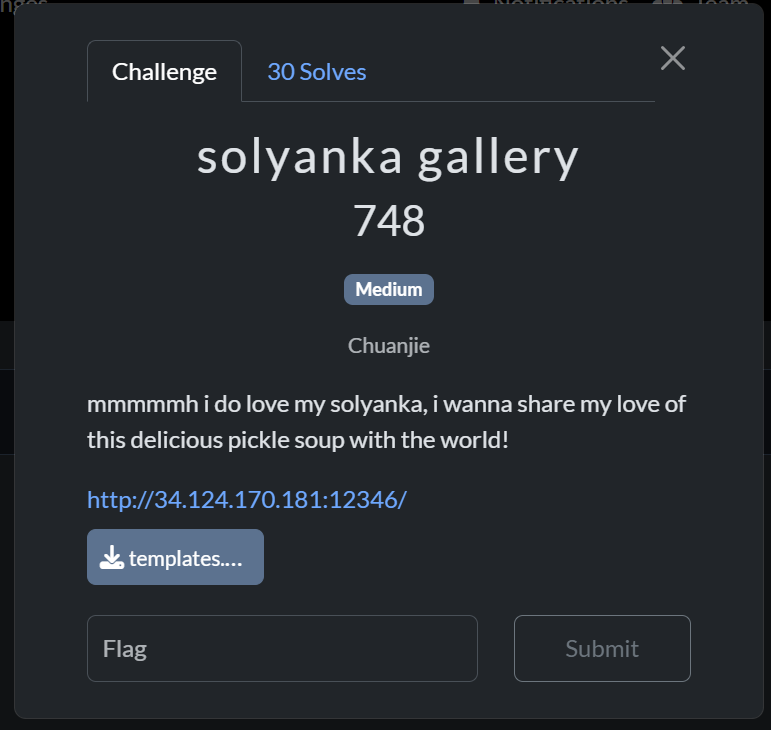 Notifications
Team
Challenge
30 Solves
solyanka gallery
748
Medium
Chuanjie
mmmmmh i do love my solyanka, i wanna share my love of
this delicious pickle soup with the world!
http://34.124.170.181:12346/
templates....
Flag
Submit